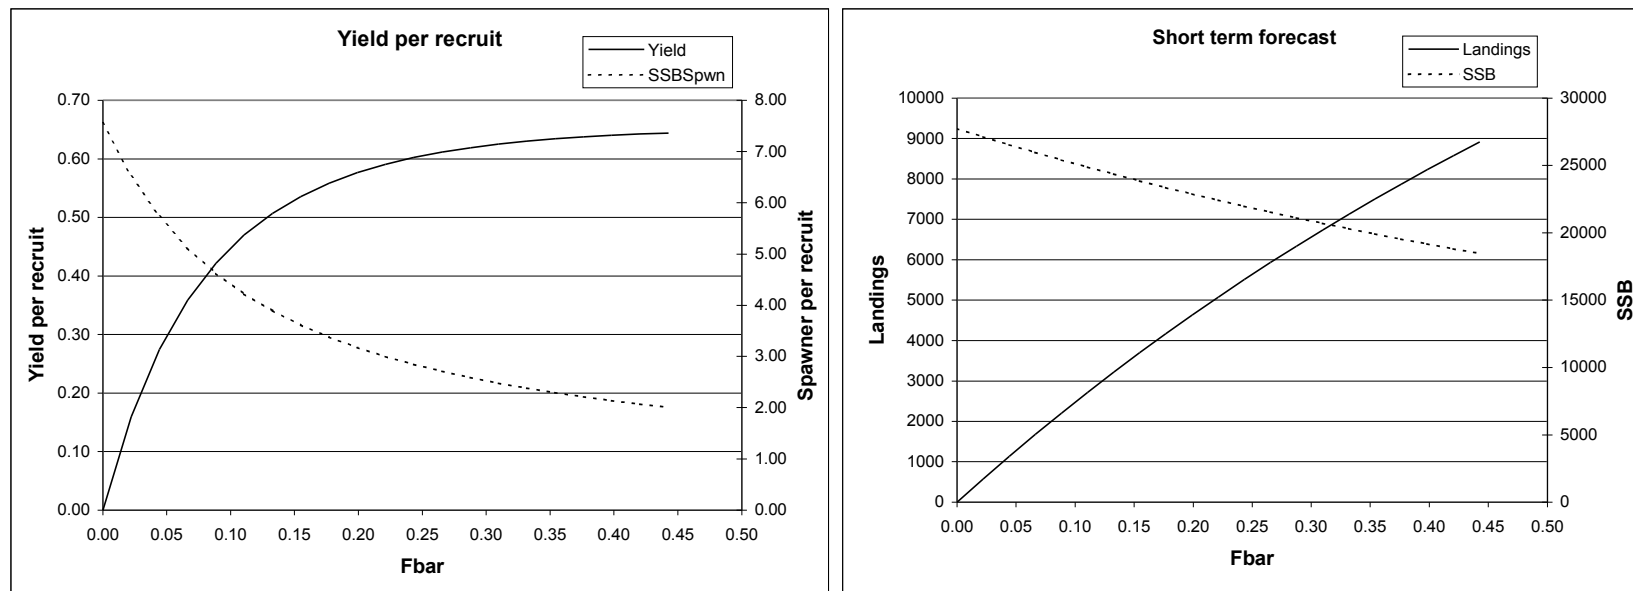 Yield per recruit
Yield
SSBSpwn
0.70
0.60
0.50
0.40
0.30
0.20
0.10
0.00
8.00
7.00
6.00
5.00
4.00
3.00
2.00
1.00
0.00
0.00 0.05 0.10 0.15 0.20 0.25 0.30 0.35 0.40 0.45 0.50
Yield per recruit
Spawner per recruit
Fbar
Short term forecast
Landings
SSB
10000
9000
8000
7000
6000
5000
4000
3000
2000
1000
0
30000
25000
20000
15000
10000
5000
0
0.00 0.05 0.10 0.15 0.20 0.25 0.30 0.35 0.40 0.45 0.50
Landings
SSB
Fbar